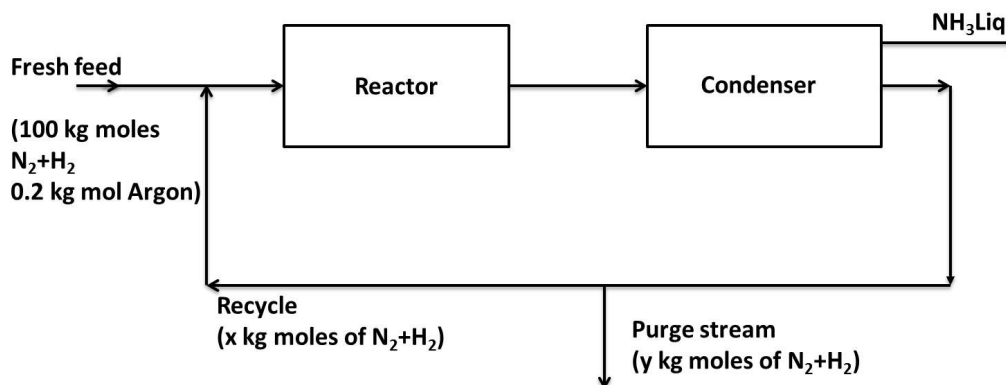 NH₃Liq
Fresh feed
Reactor
Condenser
(100 kg moles
N₂+H₂
0.2 kg mol Argon)
Recycle
(x kg moles of N₂+H₂)
Purge stream
(y kg moles of N₂+H₂)